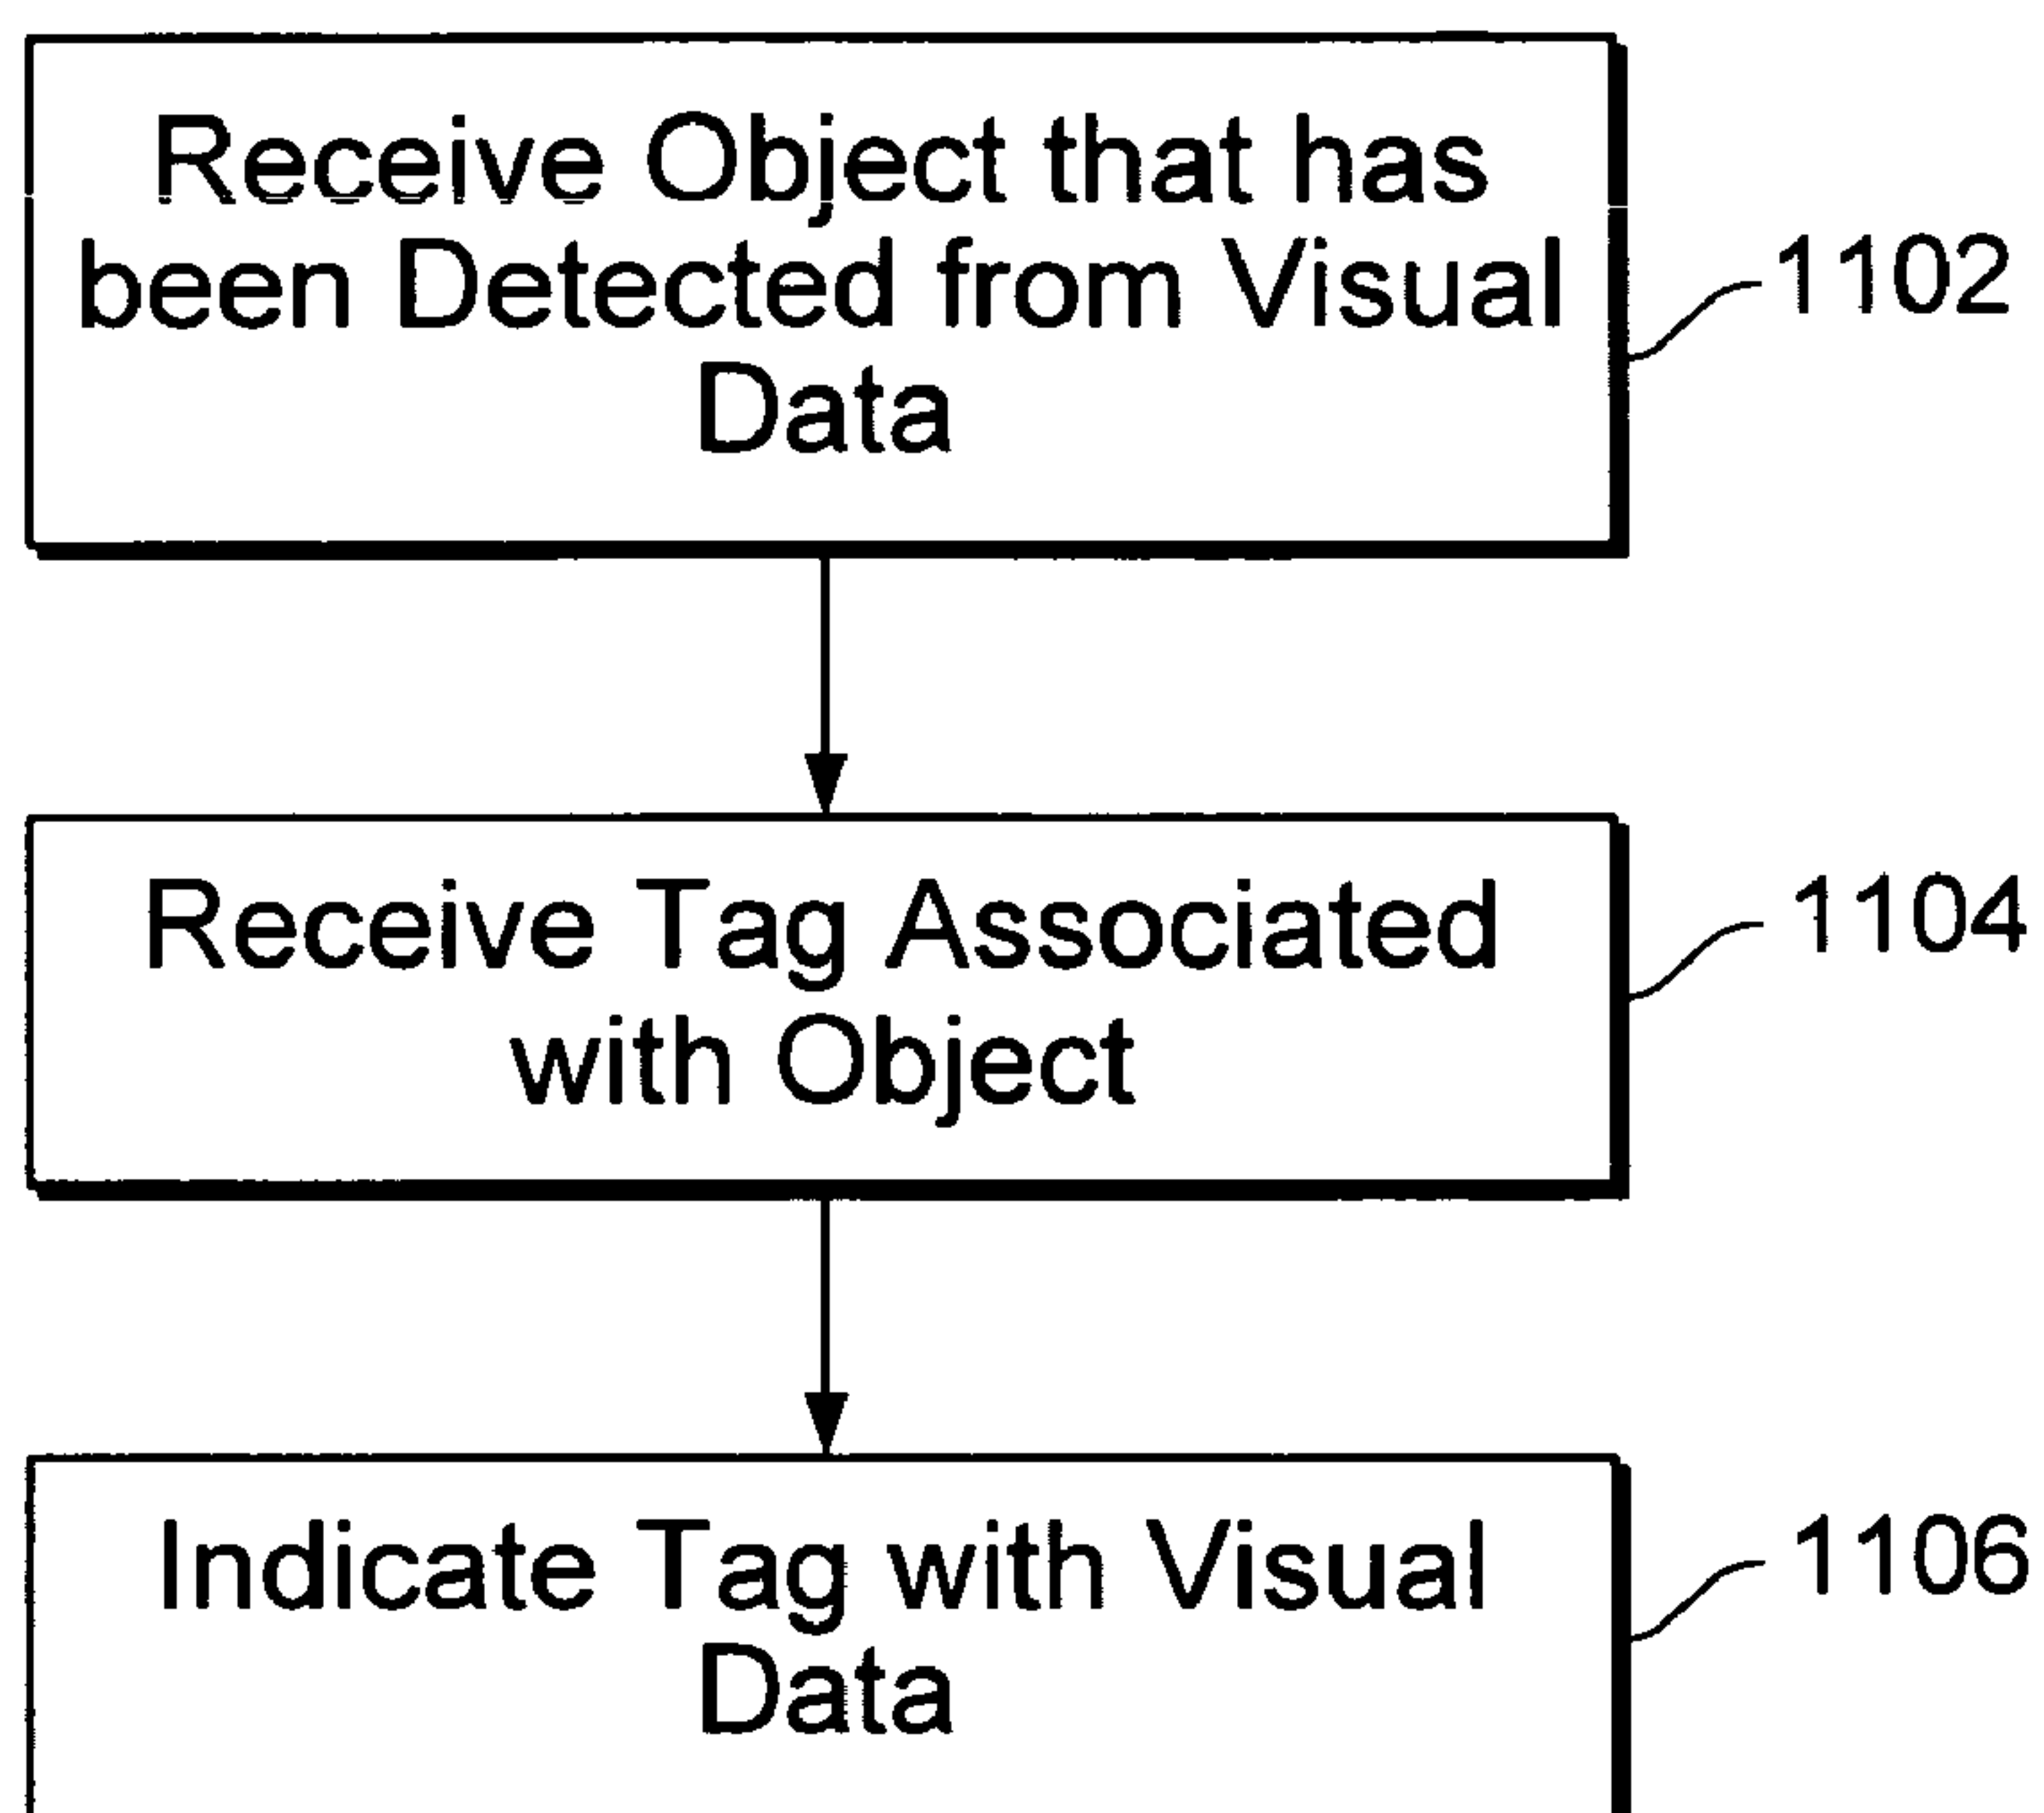 Receive Object that has
been Detected from Visual
Data
1102
Receive Tag Associated
with Object
1104
Indicate Tag with Visual
Data
1106